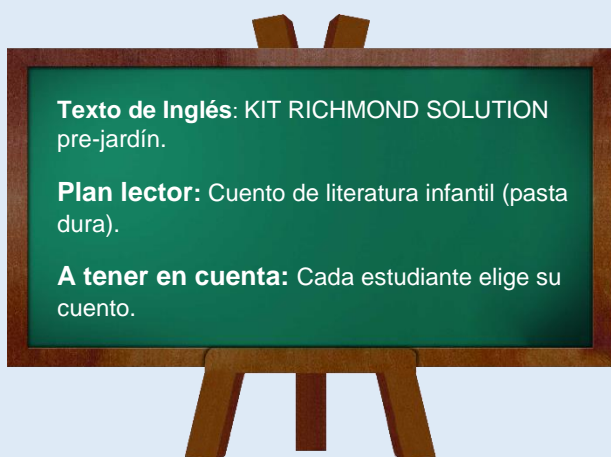 Texto de Inglés: KIT RICHMOND SOLUTION
pre-jardín.
Plan lector: Cuento de literatura infantil (pasta
dura).
A tener en cuenta: Cada estudiante elige su
cuento.